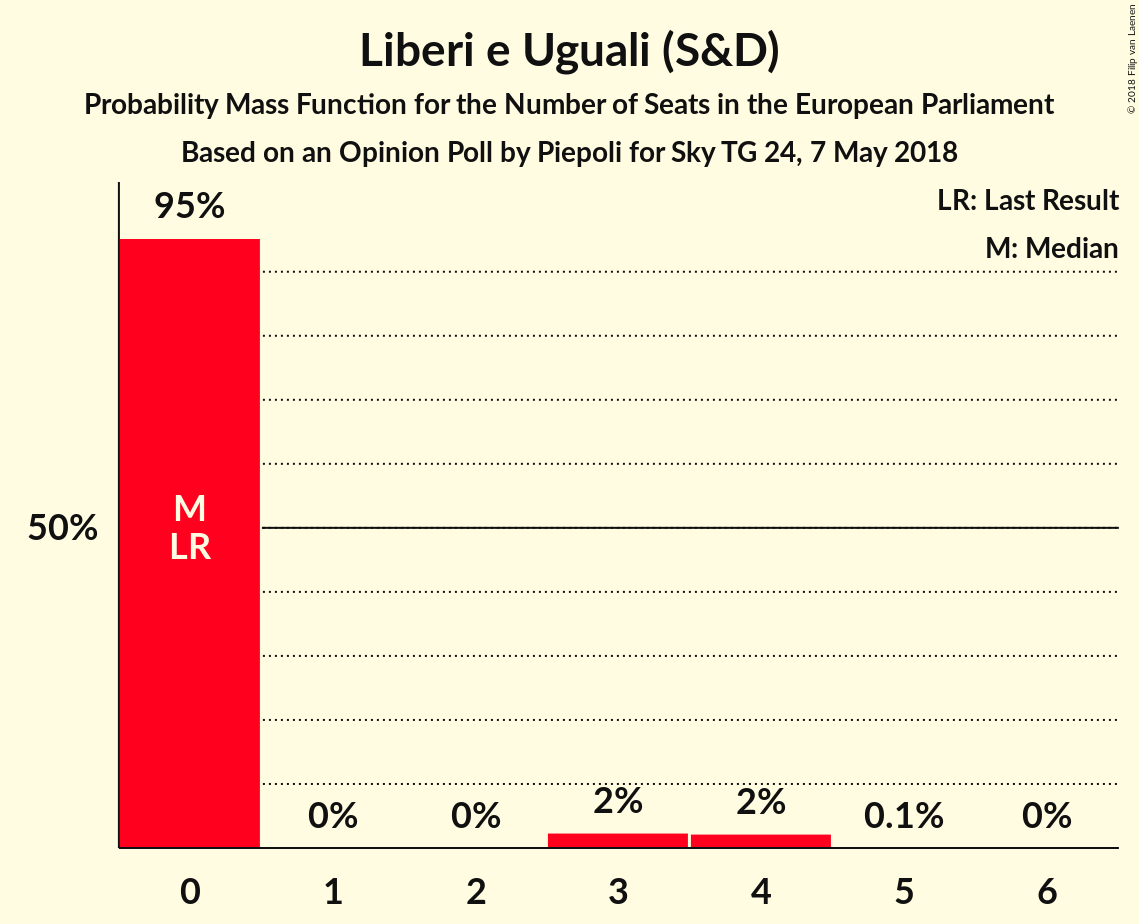 Liberi e Uguali (S&D)
Probability Mass Function for the Number of Seats in the European Parliament
Based on an Opinion Poll by Piepoli for Sky TG 24, 7 May 2018
© 2018 Filip van Laenen
LR: Last Result
M: Median
95%
M
LR
50%
0%
0%
2%
2%
0.1%
0%
0
1
2
3
4
5
6